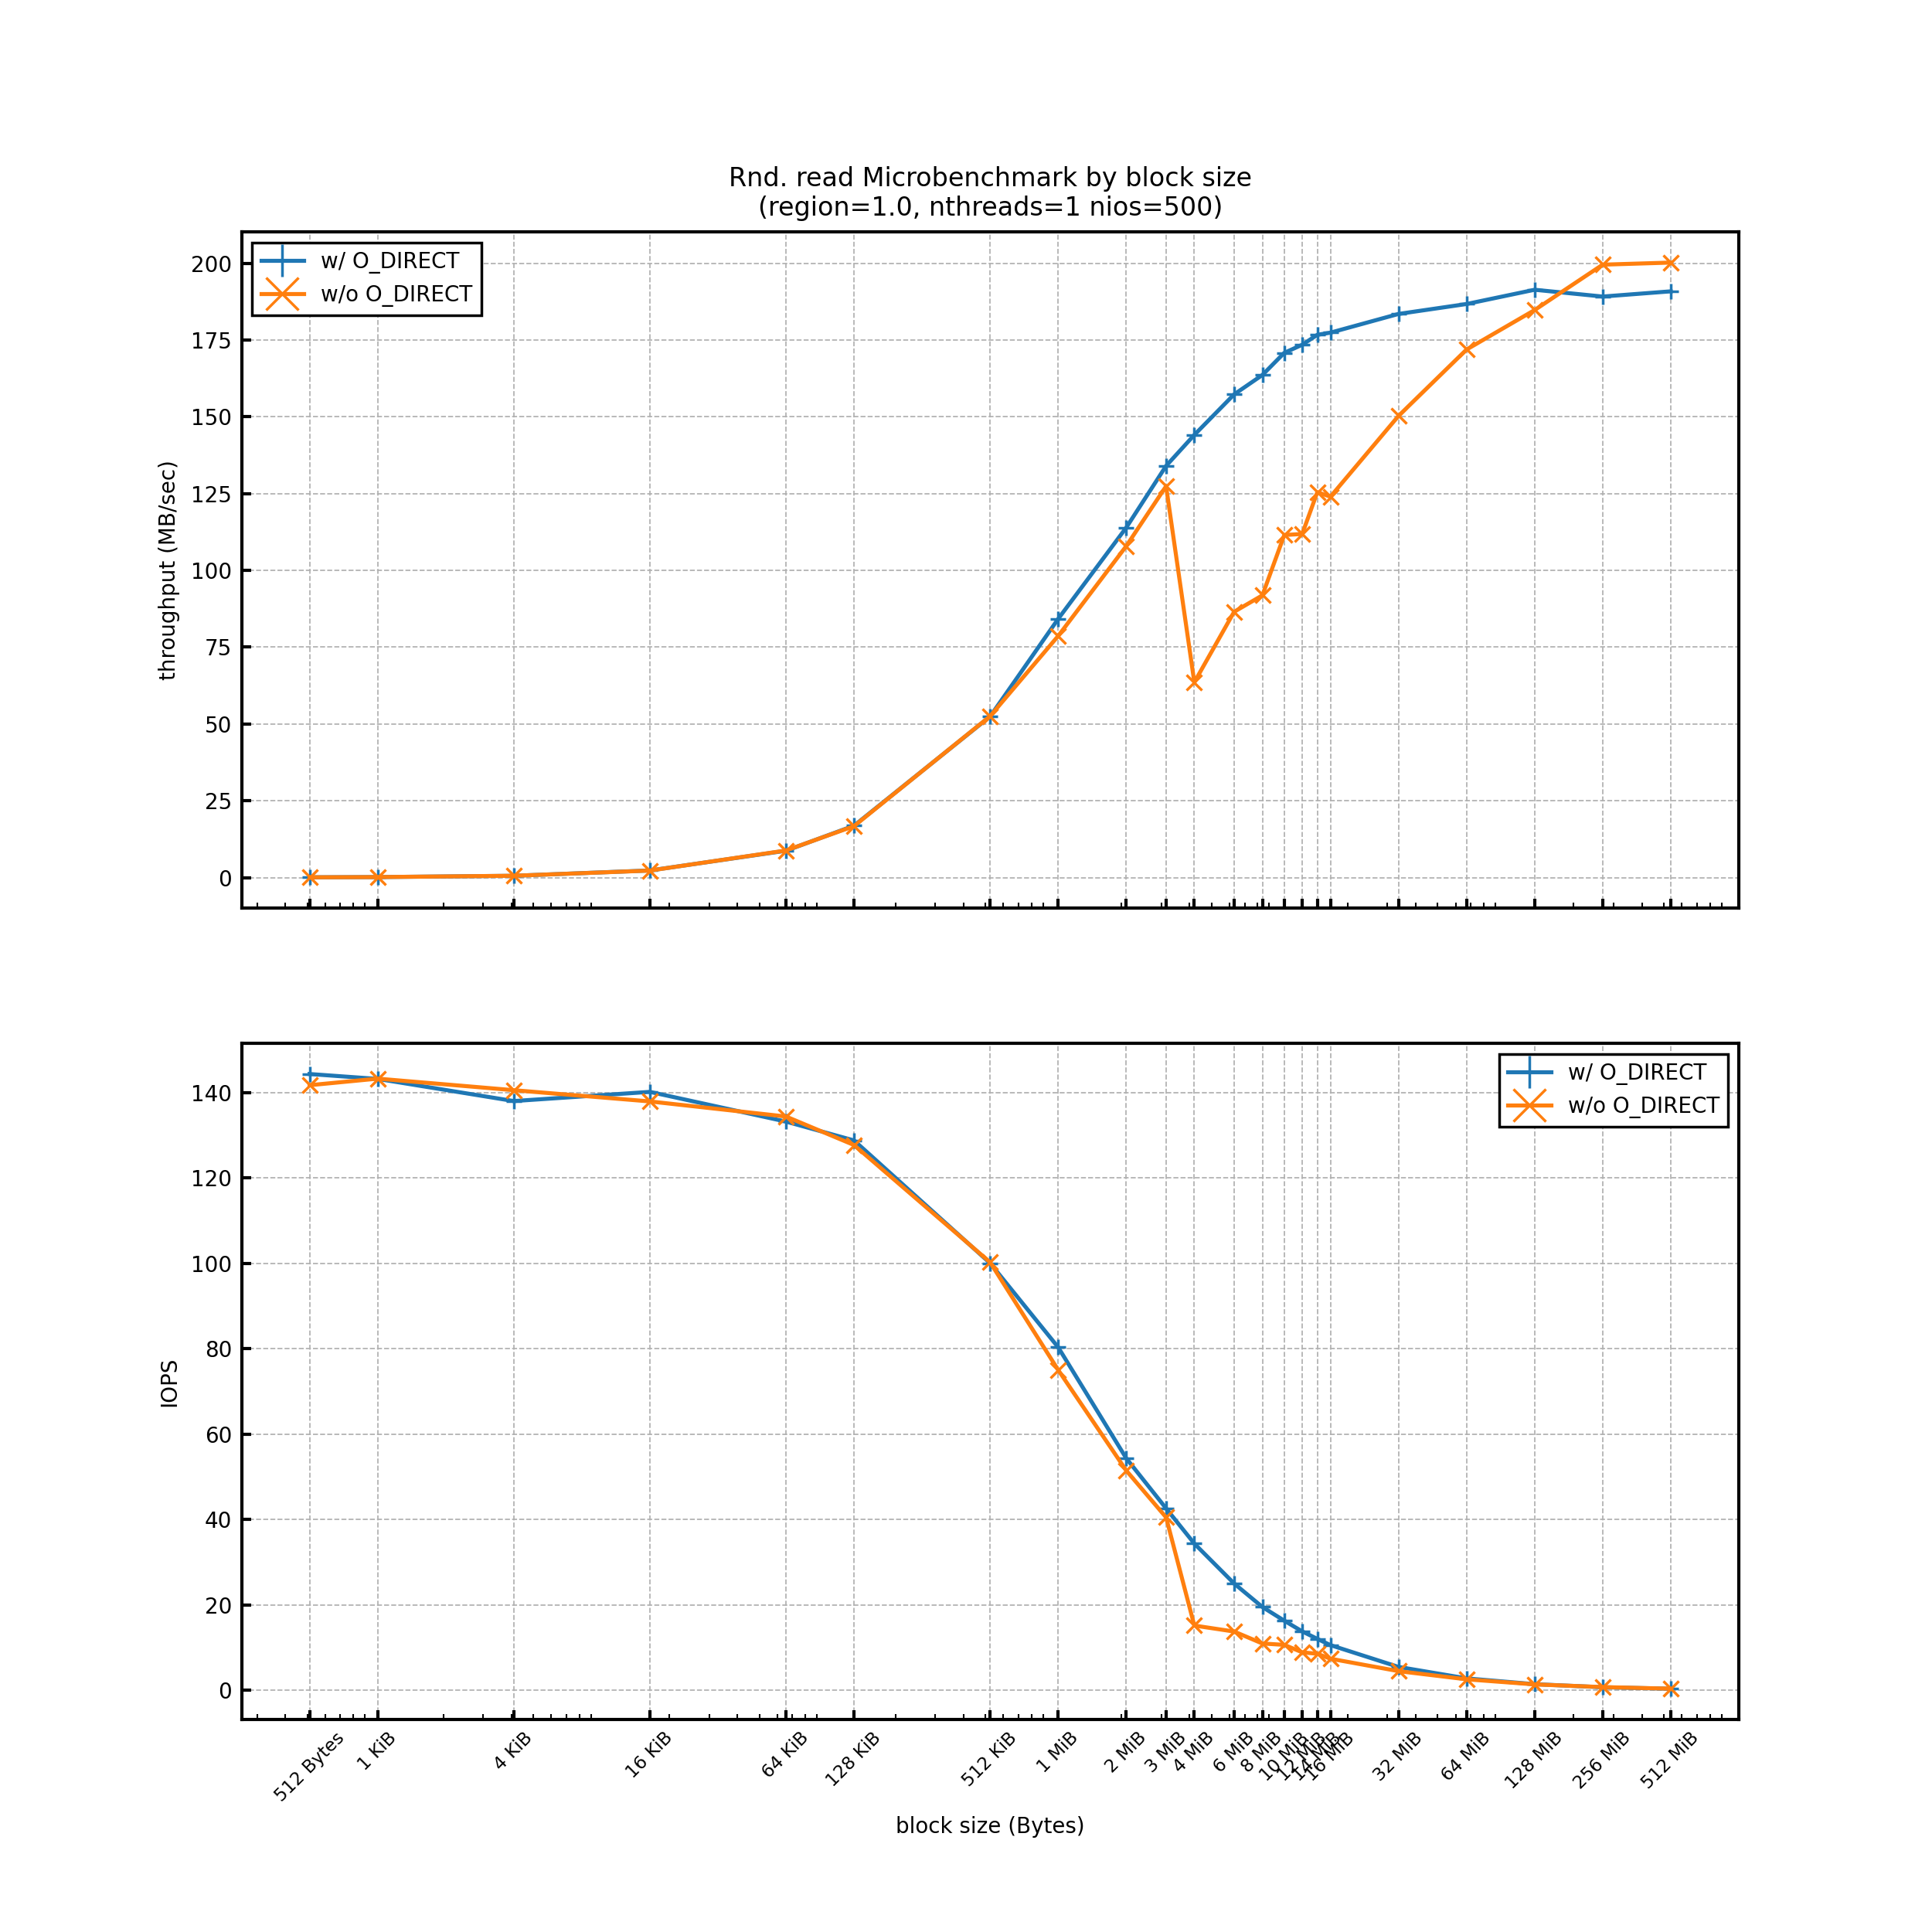 Rnd. read Microbenchmark by block size
(region=1.0, nthreads=1 nios=500)
w/ O_DIRECT
w/o O_DIRECT
200
175
150
125
100
75
50
25
0
throughput (MB/sec)
w/ O_DIRECT
w/o O_DIRECT
140
120
100
80
60
40
20
0
IOPS
512 Bytes
1 KiB
4 KiB
16 KiB
64 KiB
128 KiB
512 KiB
1 MiB
2 MiB
3 MiB
4 MiB
6 MiB
8 MiB
10 MiB
12 MiB
14 MiB
16 MiB
32 MiB
64 MiB
128 MiB
256 MiB
512 MiB
block size (Bytes)